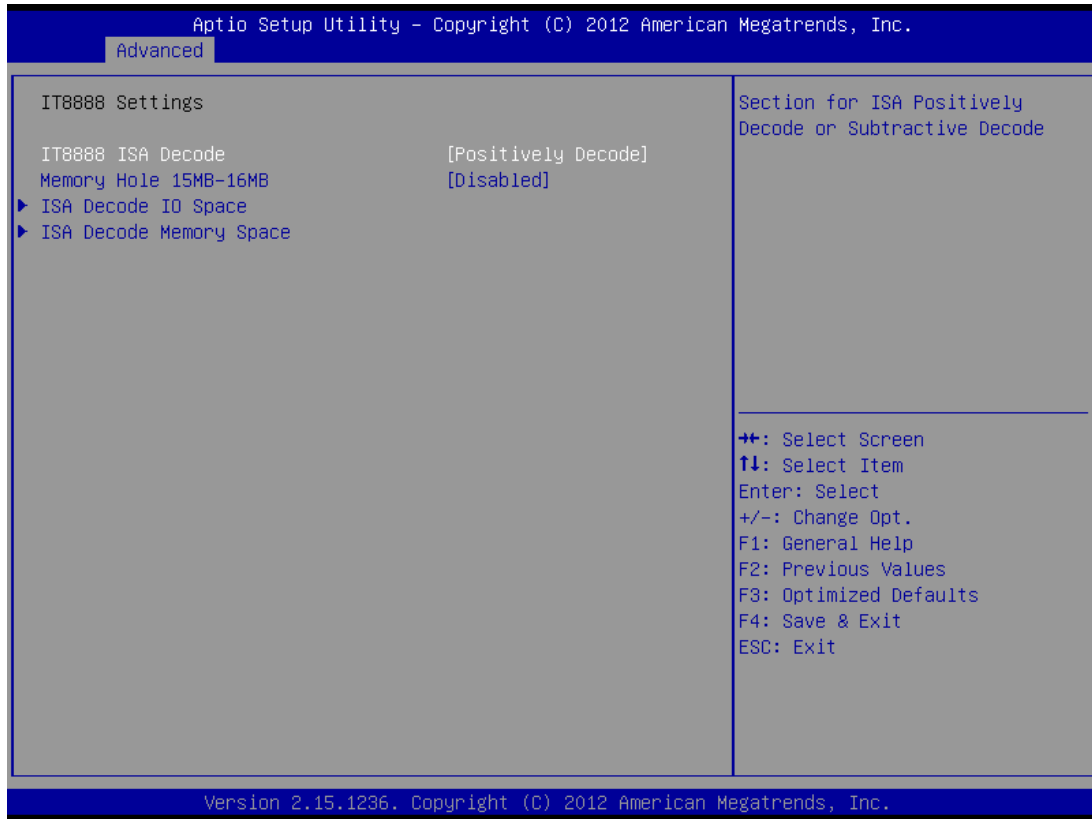 Aptio Setup Utility – Copyright (C) 2012 American Megatrends, Inc.
Advanced
IT8888 Settings
IT8888 ISA Decode [Positively Decode]
Memory Hole 15MB-16MB [Disabled]
▶ ISA Decode IO Space
▶ ISA Decode Memory Space
Section for ISA Positively
Decode or Subtractive Decode
→←: Select Screen
↑↓: Select Item
Enter: Select
+/-: Change Opt.
F1: General Help
F2: Previous Values
F3: Optimized Defaults
F4: Save & Exit
ESC: Exit
Version 2.15.1236. Copyright (C) 2012 American Megatrends, Inc.